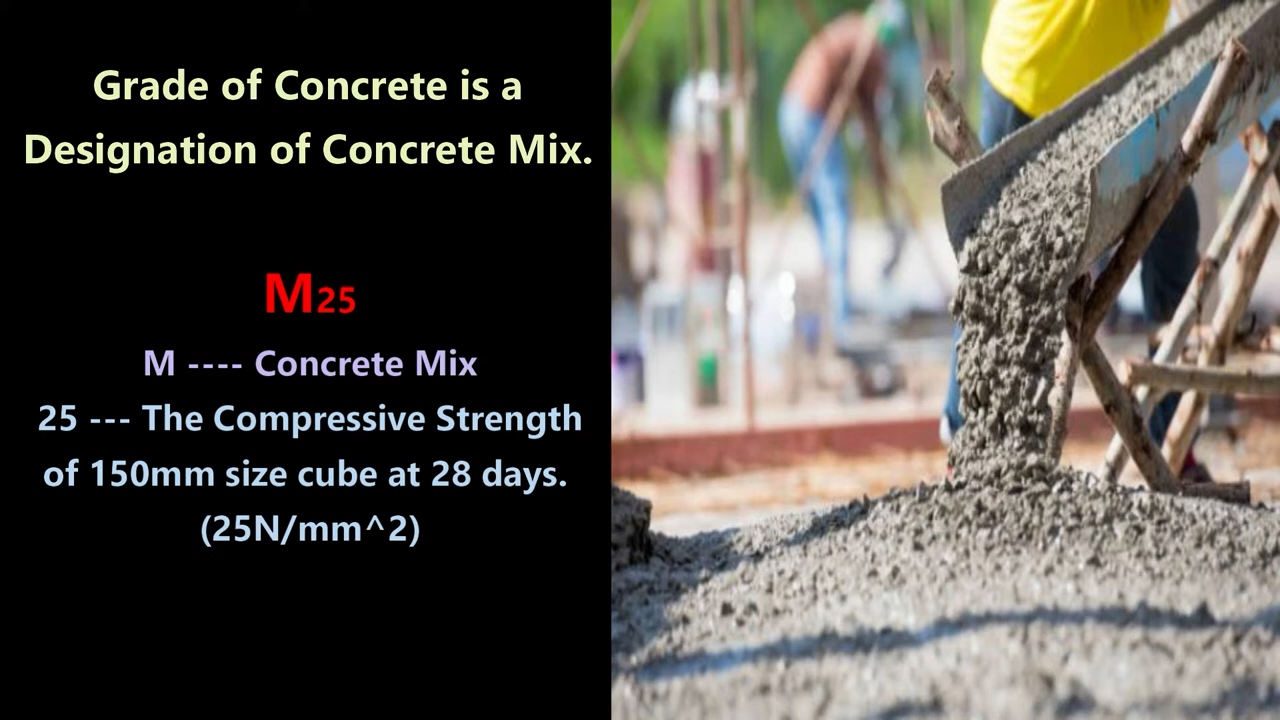 Grade of Concrete is a
Designation of Concrete Mix.
M25
M ---- Concrete Mix
25 --- The Compressive Strength
of 150mm size cube at 28 days.
(25N/mm^2)